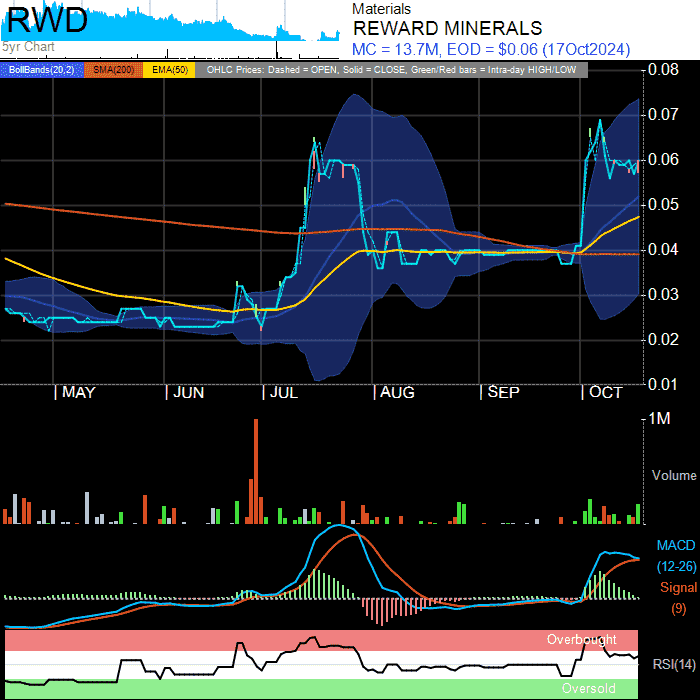 RWD
5yr Chart
Materials
REWARD MINERALS
MC = 13.7M, EOD = $0.06 (17Oct2024)
BollBands(20,2) SMA(200) EMA(50) OHLC Prices: Dashed = OPEN, Solid = CLOSE, Green/Red bars = Intra-day HIGH/LOW
0.08
0.07
0.06
0.05
0.04
0.03
0.02
0.01
MAY JUN JUL AUG SEP OCT
1M
Volume
MACD
(12-26)
Signal
(9)
Overbought
RSI(14)
Oversold